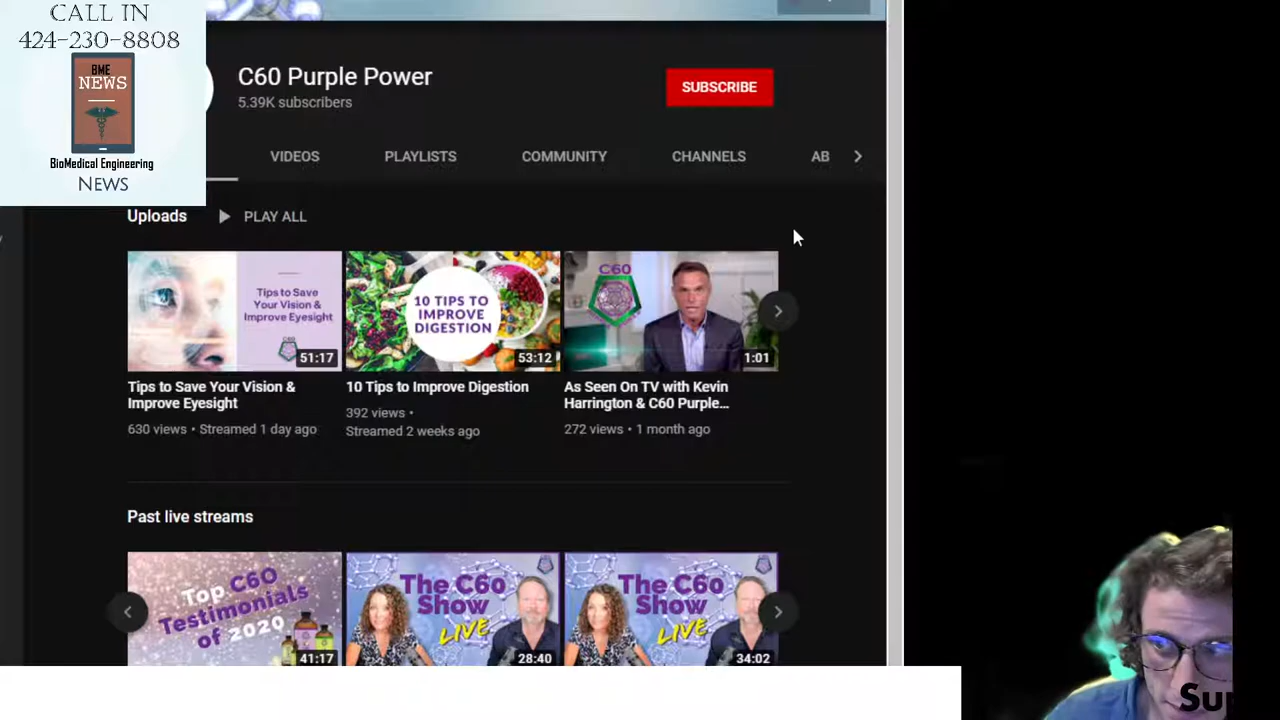 CALL IN
424-230-8808
BME
NEWS
BioMedical Engineering
NEWS
C60 Purple Power
5.39K subscribers
SUBSCRIBE
VIDEOS
PLAYLISTS
COMMUNITY
CHANNELS
AB
Uploads
PLAY ALL
Tips to Save
Your Vision &
Improve Eyesight
51:17
10 TIPS TO
IMPROVE
DIGESTION
53:12
C60
1:01
Tips to Save Your Vision &
Improve Eyesight
630 views • Streamed 1 day ago
10 Tips to Improve Digestion
392 views •
Streamed 2 weeks ago
As Seen On TV with Kevin
Harrington & C60 Purple...
272 views • 1 month ago
Past live streams
Top C60
Testimonials
of 2020
41:17
The C60
Show
LIVE
28:40
The C60
Show
LIVE
34:02
Sup